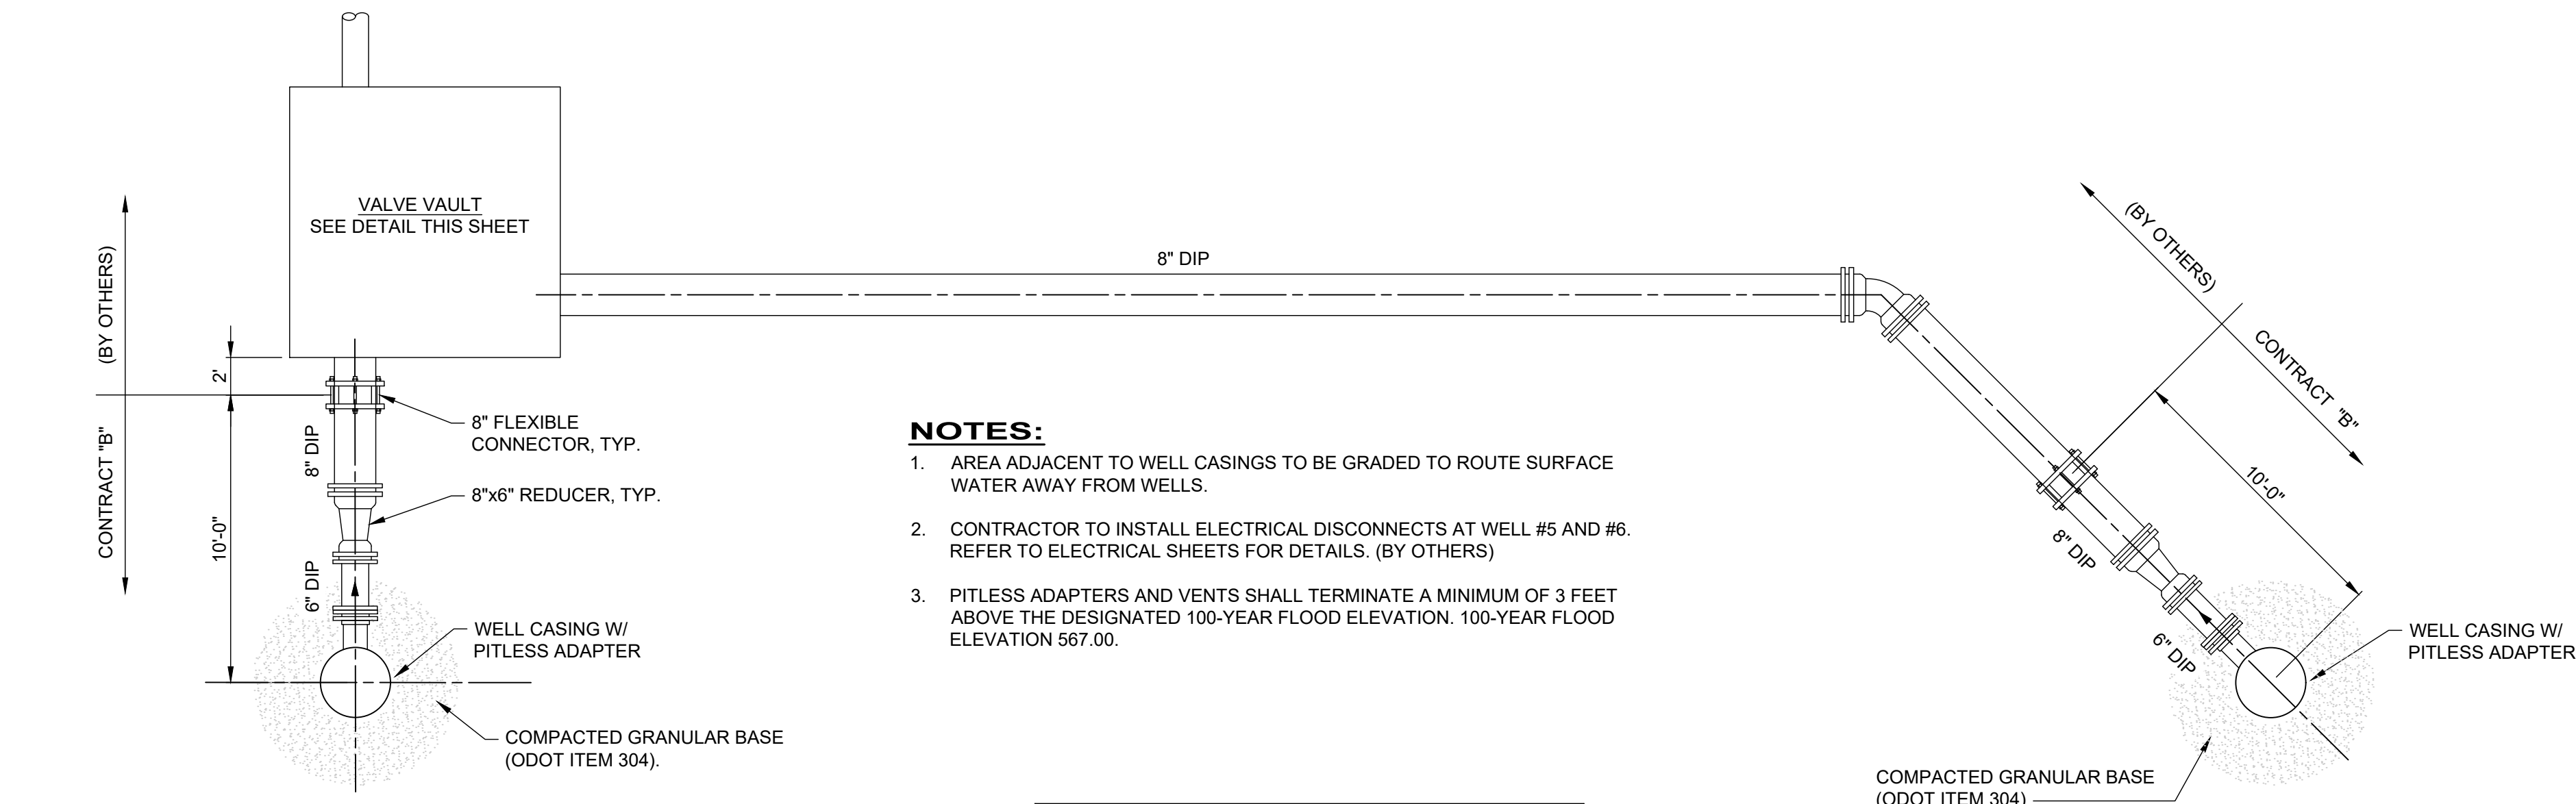 VALVE VAULT
SEE DETAIL THIS SHEET
(BY OTHERS)
CONTRACT "B"
2'
10'-0"
8" DIP
6" DIP
8" FLEXIBLE
CONNECTOR, TYP.
8"x6" REDUCER, TYP.
WELL CASING W/
PITLESS ADAPTER
COMPACTED GRANULAR BASE
(ODOT ITEM 304).
8" DIP
NOTES:
1. AREA ADJACENT TO WELL CASINGS TO BE GRADED TO ROUTE SURFACE
WATER AWAY FROM WELLS.
2. CONTRACTOR TO INSTALL ELECTRICAL DISCONNECTS AT WELL #5 AND #6.
REFER TO ELECTRICAL SHEETS FOR DETAILS. (BY OTHERS)
3. PITLESS ADAPTERS AND VENTS SHALL TERMINATE A MINIMUM OF 3 FEET
ABOVE THE DESIGNATED 100-YEAR FLOOD ELEVATION. 100-YEAR FLOOD
ELEVATION 567.00.
(BY OTHERS)
CONTRACT "B"
10'-0"
8" DIP
6" DIP
WELL CASING W/
PITLESS ADAPTER
COMPACTED GRANULAR BASE
(ODOT ITEM 304)